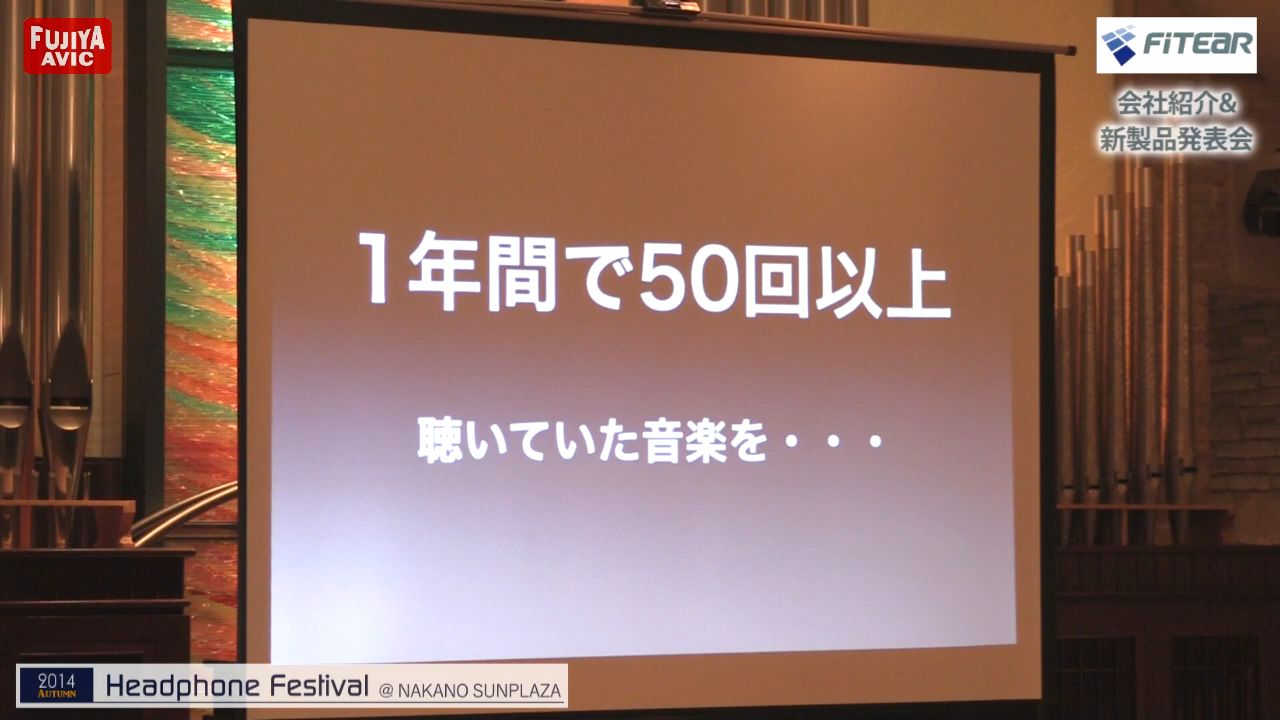 FUJIYA
AVIC
FiTEAR
会社紹介&
新製品発表会
1年間で50回以上
聴いていた音楽を・・・
2014
AUTUMN
Headphone Festival @ NAKANO SUNPLAZA